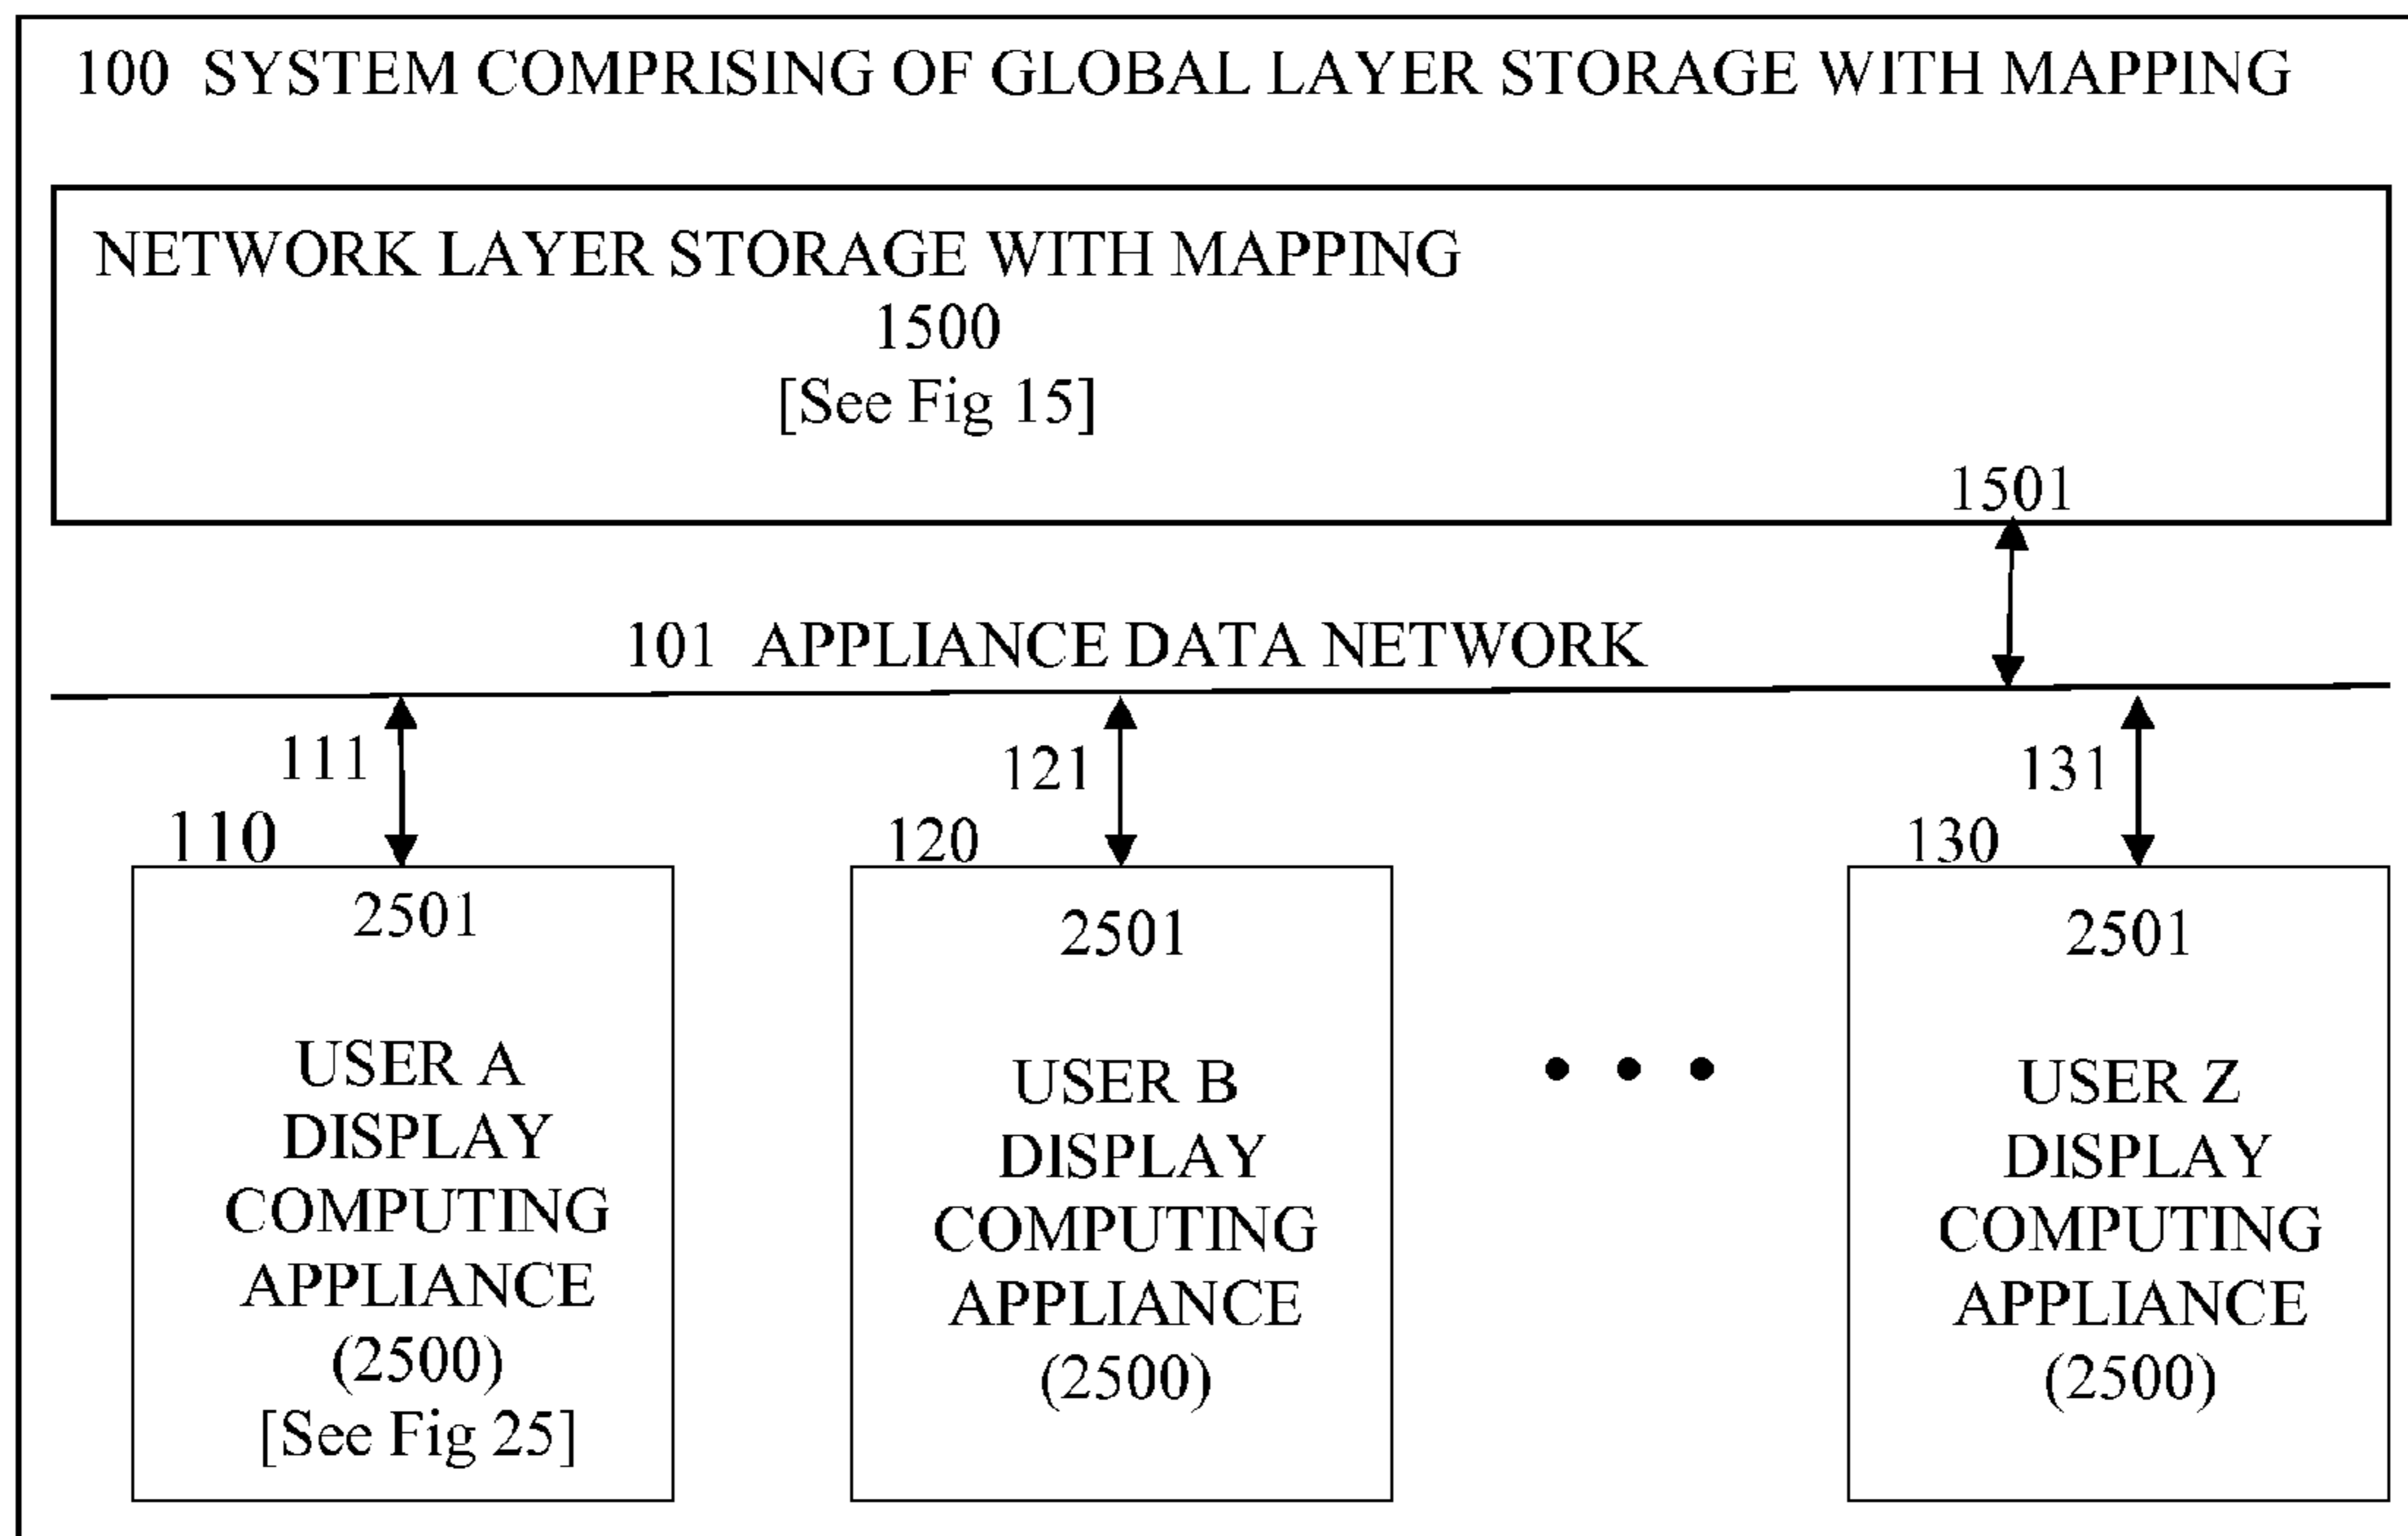 100 SYSTEM COMPRISING OF GLOBAL LAYER STORAGE WITH MAPPING
NETWORK LAYER STORAGE WITH MAPPING
1500
[See Fig 15]
1501
101 APPLIANCE DATA NETWORK
111
121
131
110
120
130
2501
USER A
DISPLAY
COMPUTING
APPLIANCE
(2500)
[See Fig 25]
2501
USER B
DISPLAY
COMPUTING
APPLIANCE
(2500)
• • •
2501
USER Z
DISPLAY
COMPUTING
APPLIANCE
(2500)